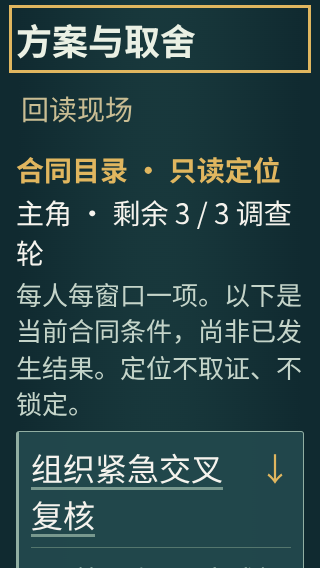 方案与取舍
回读现场
合同目录 · 只读定位
主角 · 剩余 3 / 3 调查
轮
每人每窗口一项。以下是
当前合同条件，尚非已发
生结果。定位不取证、不
锁定。
组织紧急交叉 ↓
复核